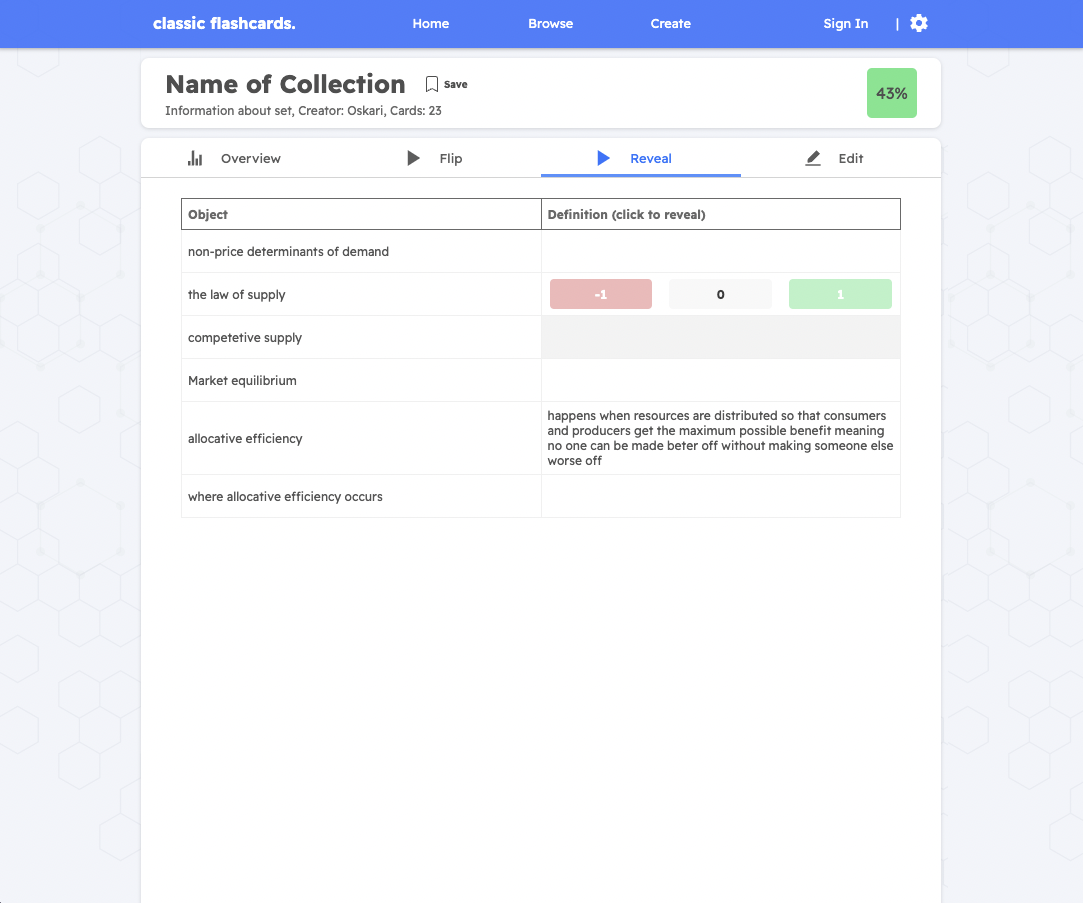 classic flashcards.
Home
Browse
Create
Sign In
|
Name of Collection
Save
Information about set, Creator: Oskari, Cards: 23
43%
Overview
Flip
Reveal
Edit
Object
Definition (click to reveal)
non-price determinants of demand
the law of supply
-1
0
1
competetive supply
Market equilibrium
allocative efficiency
happens when resources are distributed so that consumers
and producers get the maximum possible benefit meaning
no one can be made beter off without making someone else
worse off
where allocative efficiency occurs